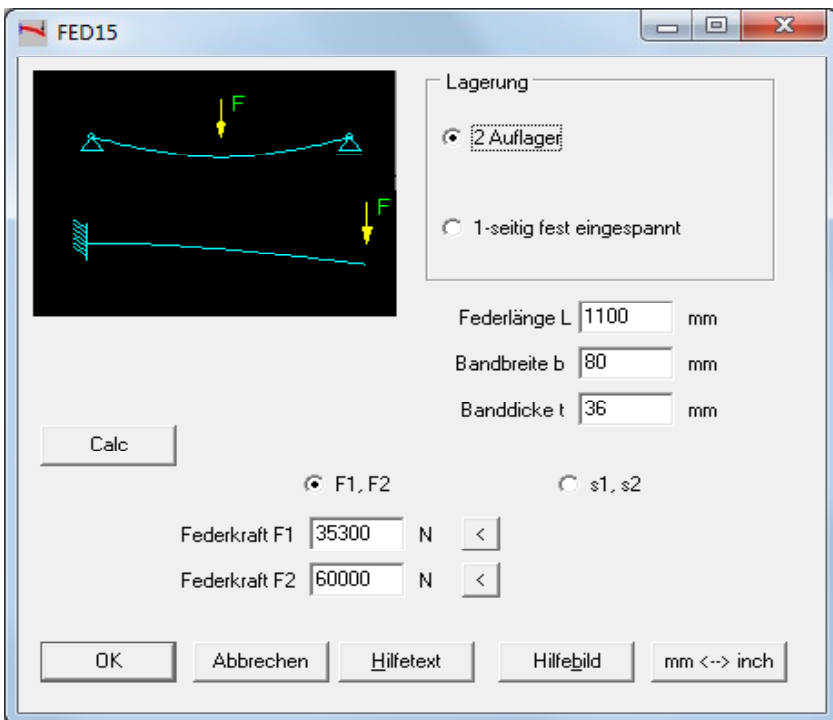 FED15
F
F
Lagerung
2 Auflager
1-seitig fest eingespannt
Federlänge L 1100 mm
Bandbreite b 80 mm
Banddicke t 36 mm
Calc
F1, F2 s1, s2
Federkraft F1 35300 N <
Federkraft F2 60000 N <
OK Abbrechen Hilfetext Hilfebild mm <--> inch